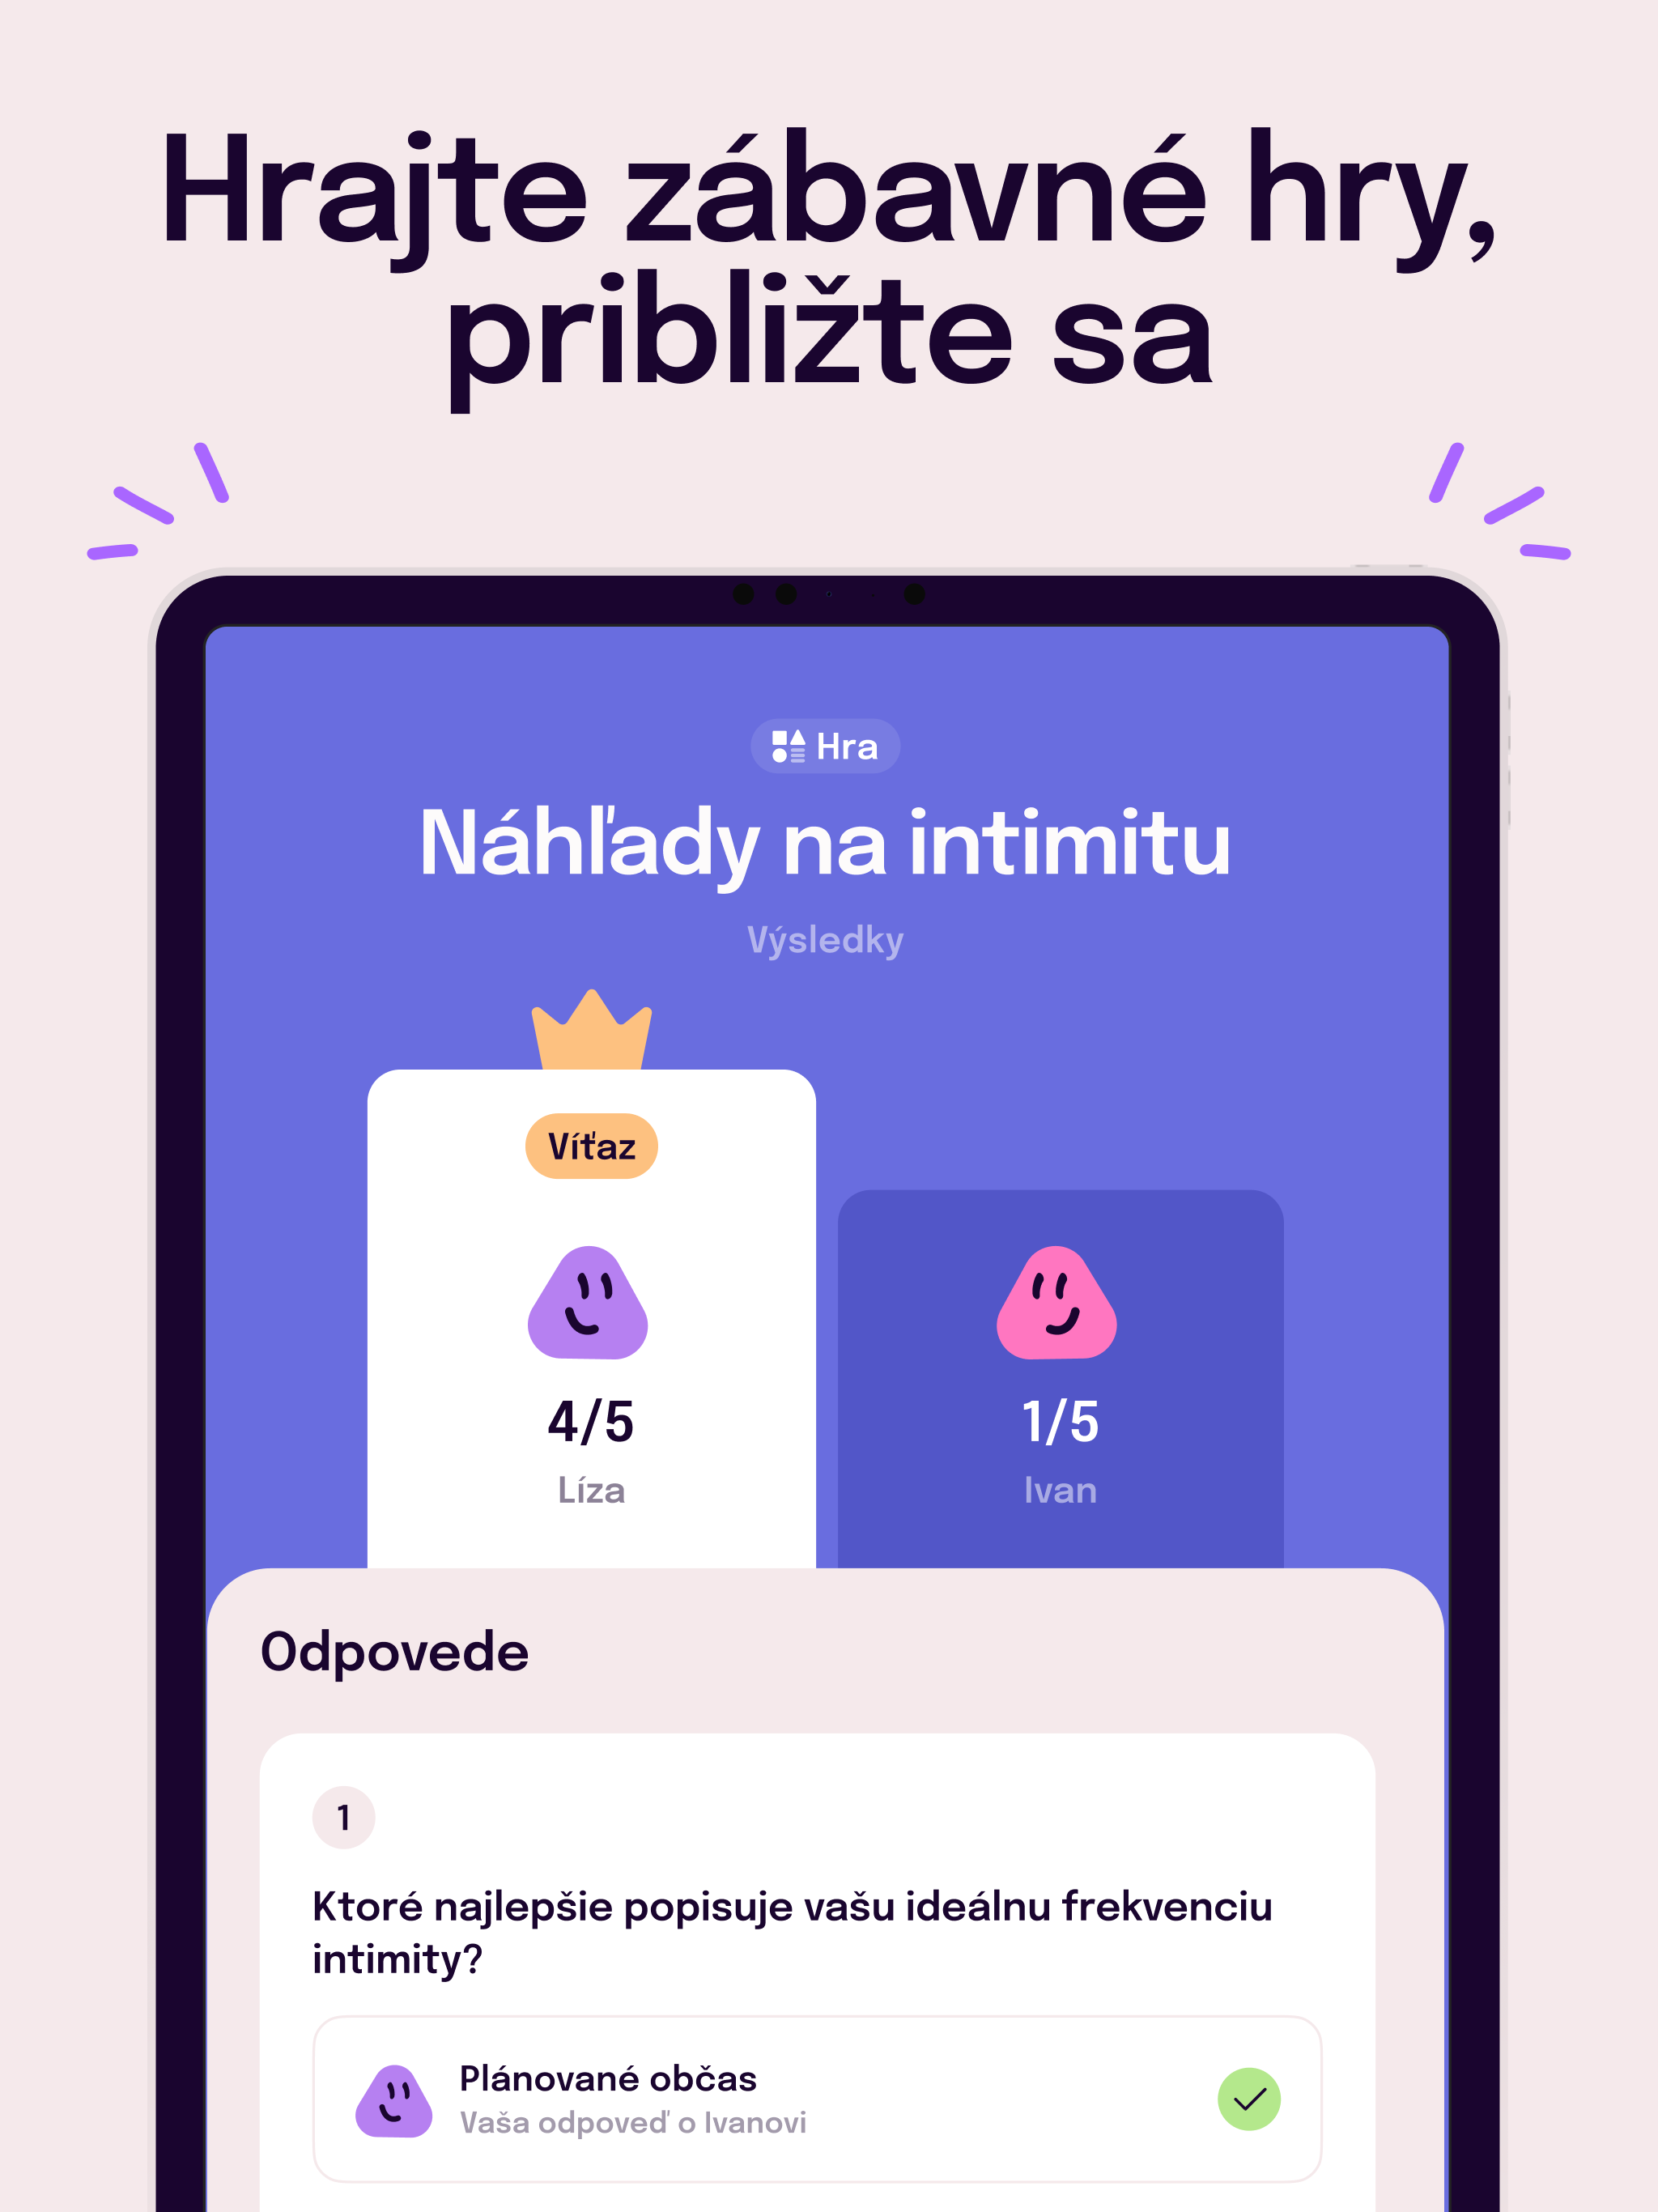 Hrajte zábavné hry,
priblížte sa
Hra
Náhľady na intimitu
Výsledky
Víťaz
4/5
Líza
1/5
Ivan
Odpovede
1
Ktoré najlepšie popisuje vašu ideálnu frekvenciu
intimity?
Plánované občas
Vaša odpoveď o Ivanovi